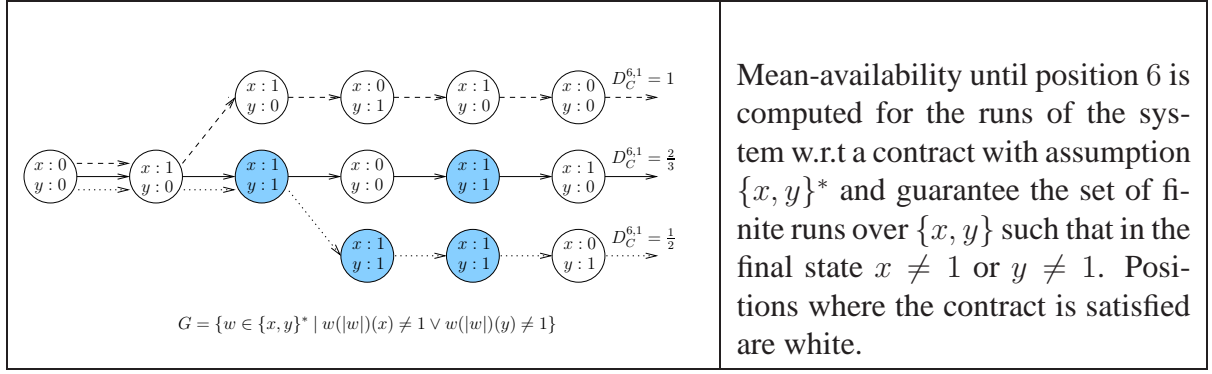 x : 1
y : 0
x : 0
y : 1
x : 1
y : 0
x : 0
y : 0
D_C^{6,1} = 1
x : 0
y : 0
x : 1
y : 0
x : 1
y : 1
x : 0
y : 0
x : 1
y : 1
x : 1
y : 0
D_C^{6,1} = 2/3
x : 1
y : 1
x : 1
y : 1
x : 0
y : 1
D_C^{6,1} = 1/2
G = {w ∈ {x, y}* | w(|w|)(x) ≠ 1 ∨ w(|w|)(y) ≠ 1}
Mean-availability until position 6 is
computed for the runs of the sys-
tem w.r.t a contract with assumption
{x, y}* and guarantee the set of fi-
nite runs over {x, y} such that in the
final state x ≠ 1 or y ≠ 1. Posi-
tions where the contract is satisfied
are white.